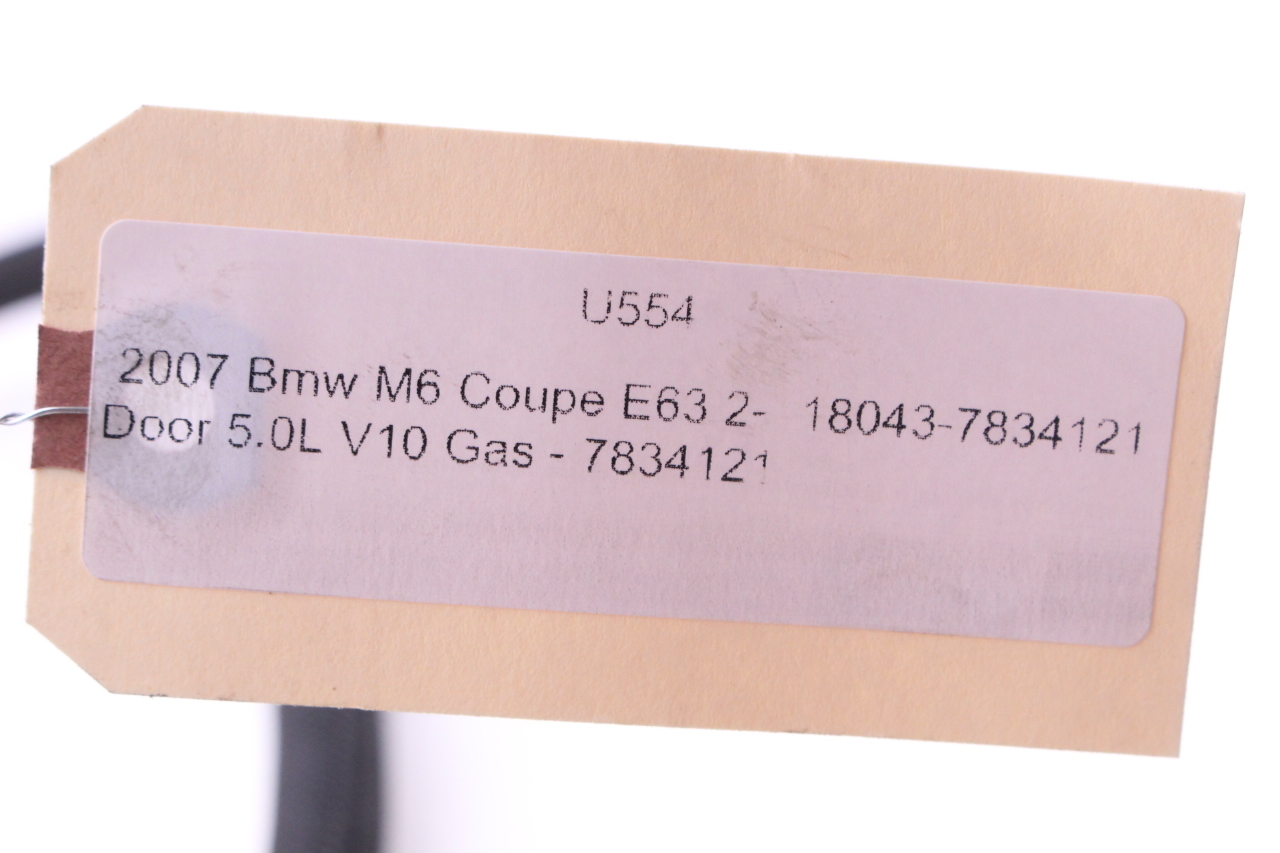 U554
2007 Bmw M6 Coupe E63 2- 18043-7834121
Door 5.0L V10 Gas - 7834121